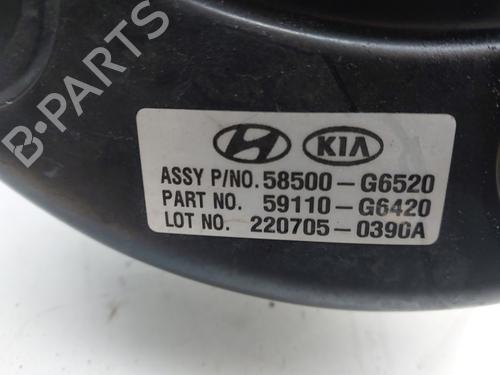 B-PARTS
KIA
ASSY P/NO. 58500-G6520
PART NO. 59110-G6420
LOT NO. 220705-0390A